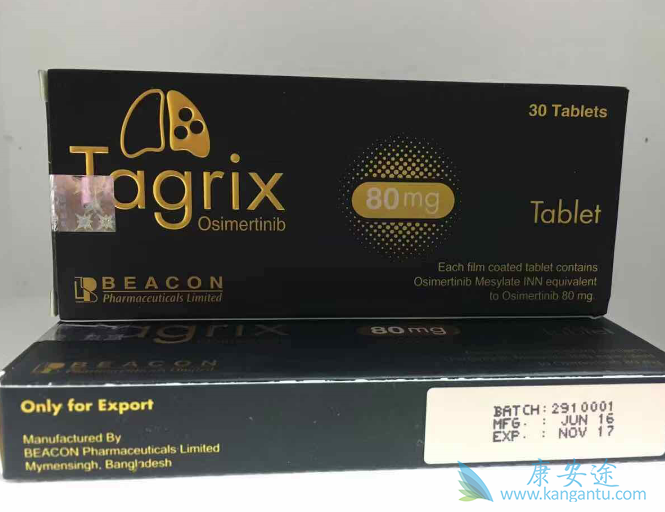 30 Tablets
Tagrix
80mg
Osimertinib
Tablet
BEACON
Pharmaceuticals Limited
Each film coated tablet contains
Osimertinib Mesylate INN equivalent
to Osimertinib 80 mg.
Tagrix
80mg
Tablet
BEACON
Only for Export
Manufactured By
BEACON Pharmaceuticals Limited
Mymensingh, Bangladesh
BATCH: 2910001
MFG. : JUN 16
EXP. : NOV 17
康安途
www.kangantu.com